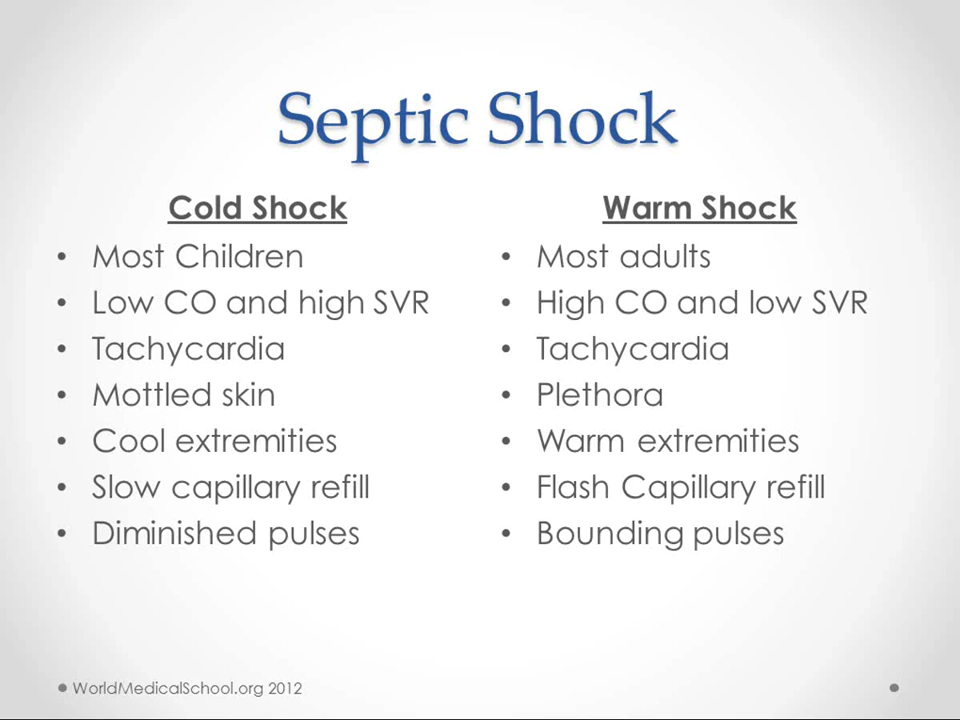 Septic Shock
Cold Shock
• Most Children
• Low CO and high SVR
• Tachycardia
• Mottled skin
• Cool extremities
• Slow capillary refill
• Diminished pulses
Warm Shock
• Most adults
• High CO and low SVR
• Tachycardia
• Plethora
• Warm extremities
• Flash Capillary refill
• Bounding pulses
WorldMedicalSchool.org 2012